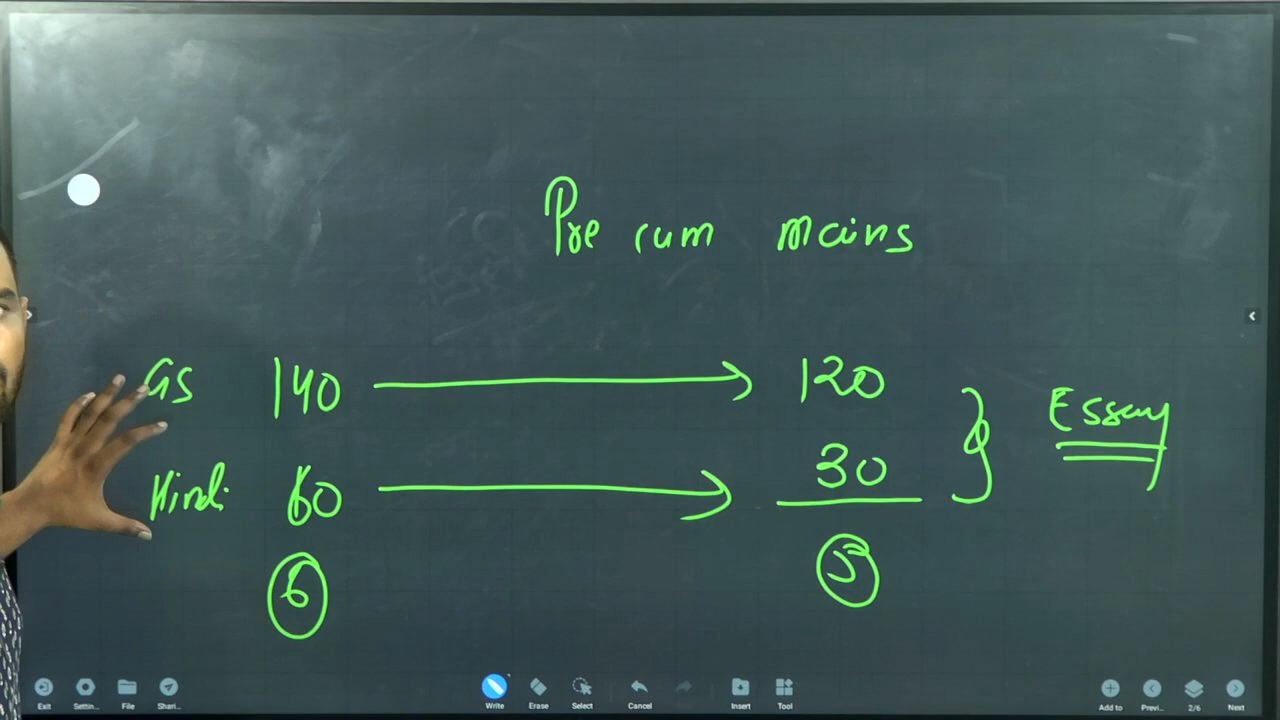 Pre cum mains
GS 140 → 120
Hindi 60 → 30 } Essay
6 5
Exit Settin... File Shari... Write Erase Select Cancel Insert Tool Add to Previ... 2/6 Next